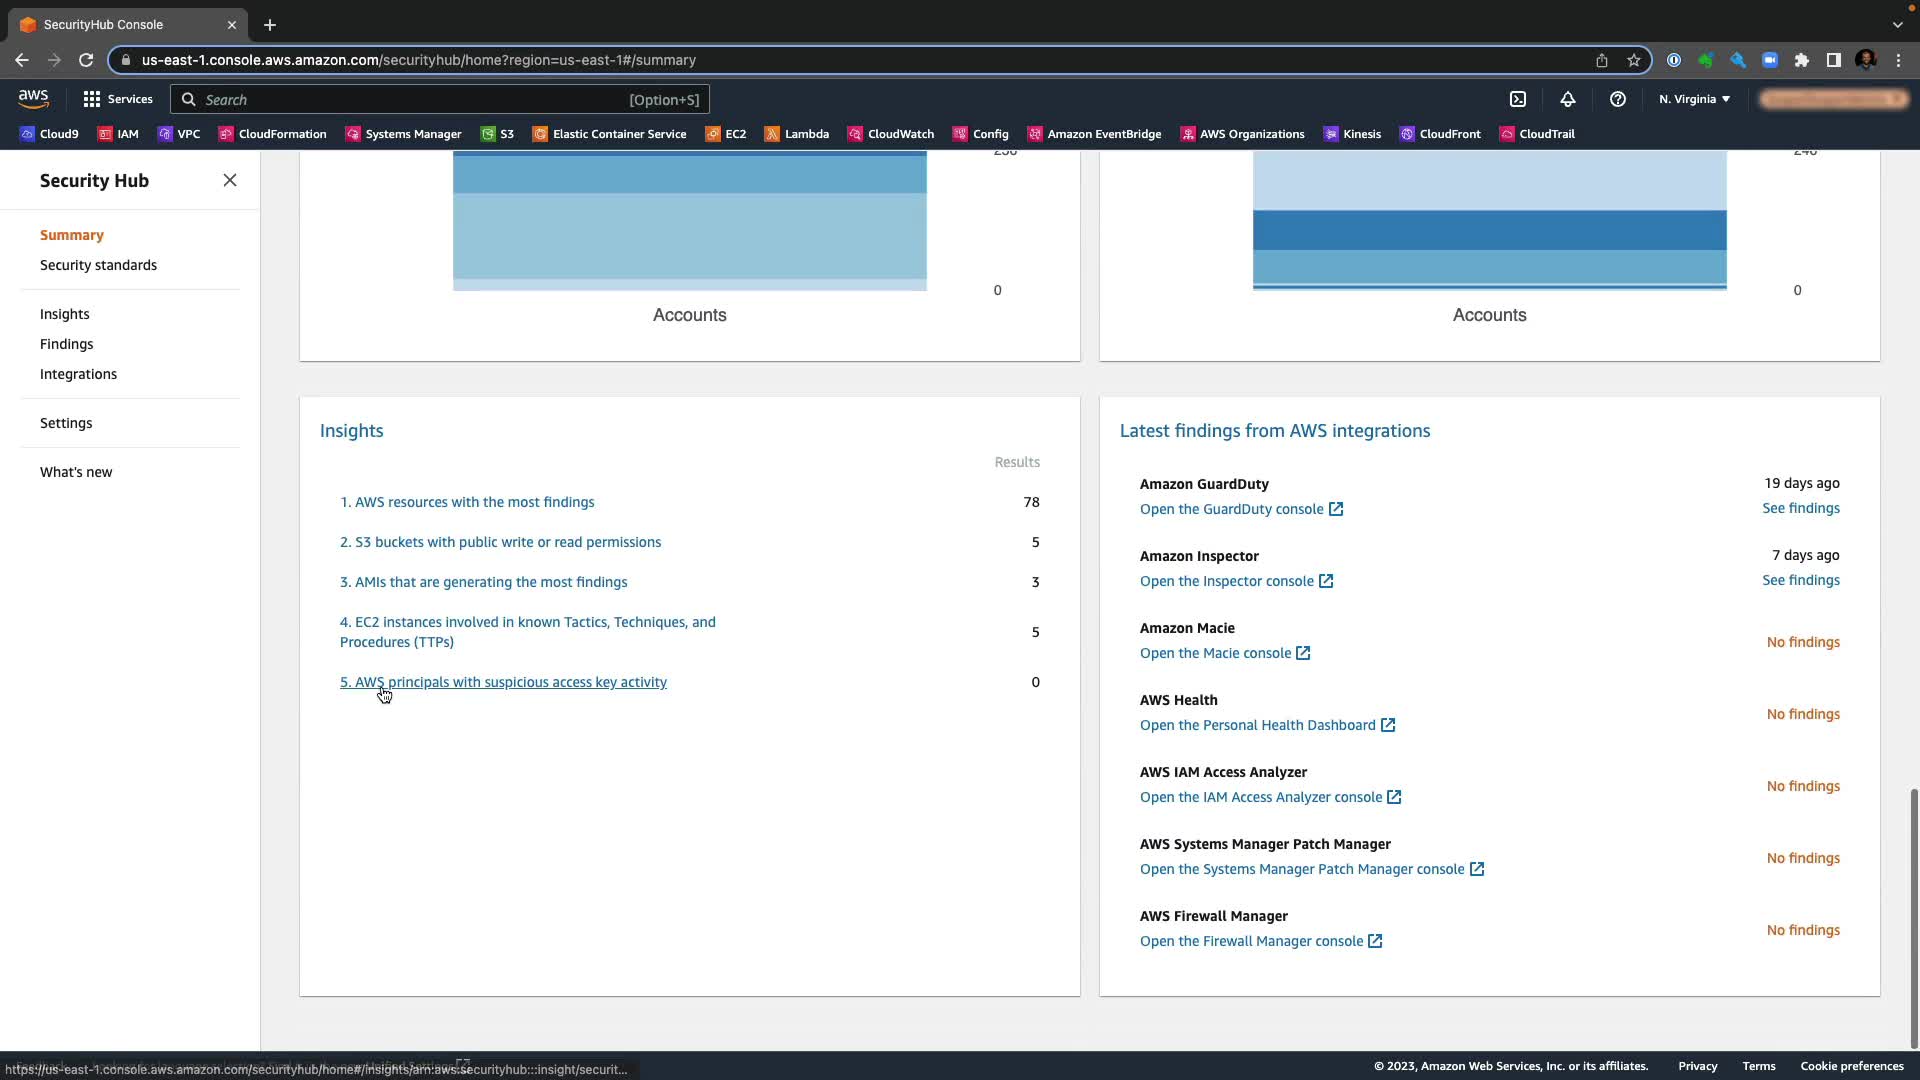 SecurityHub Console
us-east-1.console.aws.amazon.com/securityhub/home?region=us-east-1#/summary
aws
Services
Search
[Option+S]
N. Virginia
Cloud9
IAM
VPC
CloudFormation
Systems Manager
S3
Elastic Container Service
EC2
Lambda
CloudWatch
Config
Amazon EventBridge
AWS Organizations
Kinesis
CloudFront
CloudTrail
Security Hub
Summary
Security standards
Insights
Findings
Integrations
Settings
What's new
0
Accounts
0
Accounts
Insights
Results
1. AWS resources with the most findings
78
2. S3 buckets with public write or read permissions
5
3. AMIs that are generating the most findings
3
4. EC2 instances involved in known Tactics, Techniques, and
Procedures (TTPs)
5
5. AWS principals with suspicious access key activity
0
Latest findings from AWS integrations
Amazon GuardDuty
19 days ago
Open the GuardDuty console
See findings
Amazon Inspector
7 days ago
Open the Inspector console
See findings
Amazon Macie
No findings
Open the Macie console
AWS Health
No findings
Open the Personal Health Dashboard
AWS IAM Access Analyzer
No findings
Open the IAM Access Analyzer console
AWS Systems Manager Patch Manager
No findings
Open the Systems Manager Patch Manager console
AWS Firewall Manager
No findings
Open the Firewall Manager console
https://us-east-1.console.aws.amazon.com/securityhub/home#/insights/arn:aws:securityhub:::insight/securit...
© 2023, Amazon Web Services, Inc. or its affiliates.
Privacy
Terms
Cookie preferences